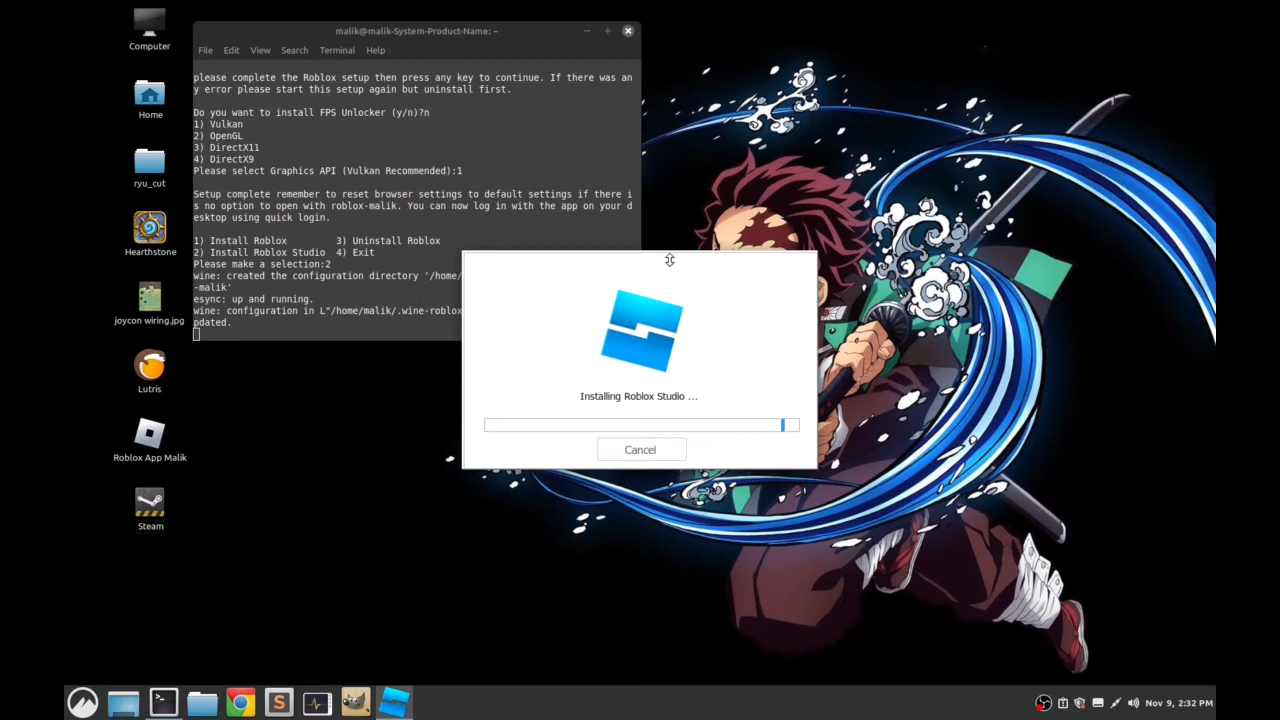 Computer
Home
ryu_cut
Hearthstone
joycon wiring.jpg
Lutris
Roblox App Malik
Steam
malik@malik-System-Product-Name: ~
File Edit View Search Terminal Help
please complete the Roblox setup then press any key to continue. If there was an
y error please start this setup again but uninstall first.
Do you want to install FPS Unlocker (y/n)?n
1) Vulkan
2) OpenGL
3) DirectX11
4) DirectX9
Please select Graphics API (Vulkan Recommended):1
Setup complete remember to reset browser settings to default settings if there i
s no option to open with roblox-malik. You can now log in with the app on your d
esktop using quick login.
1) Install Roblox 3) Uninstall Roblox
2) Install Roblox Studio 4) Exit
Please make a selection:2
wine: created the configuration directory '/home/
-malik'
esync: up and running.
wine: configuration in L"/home/malik/.wine-roblox
pdated.
Installing Roblox Studio ...
Cancel
Nov 9, 2:32 PM